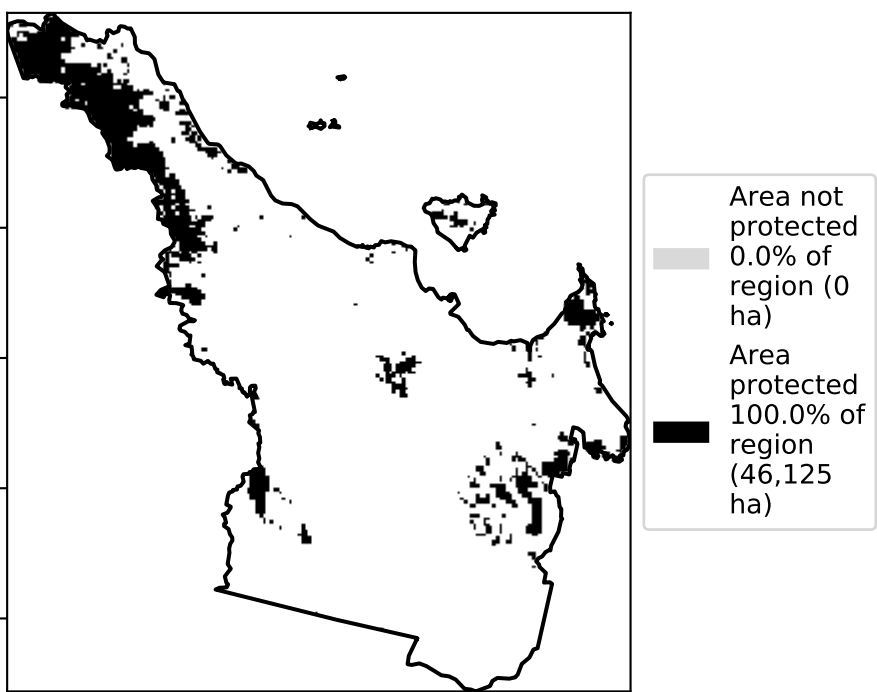 Area not
protected
0.0% of
region (0
ha)
Area
protected
100.0% of
region
(46,125
ha)